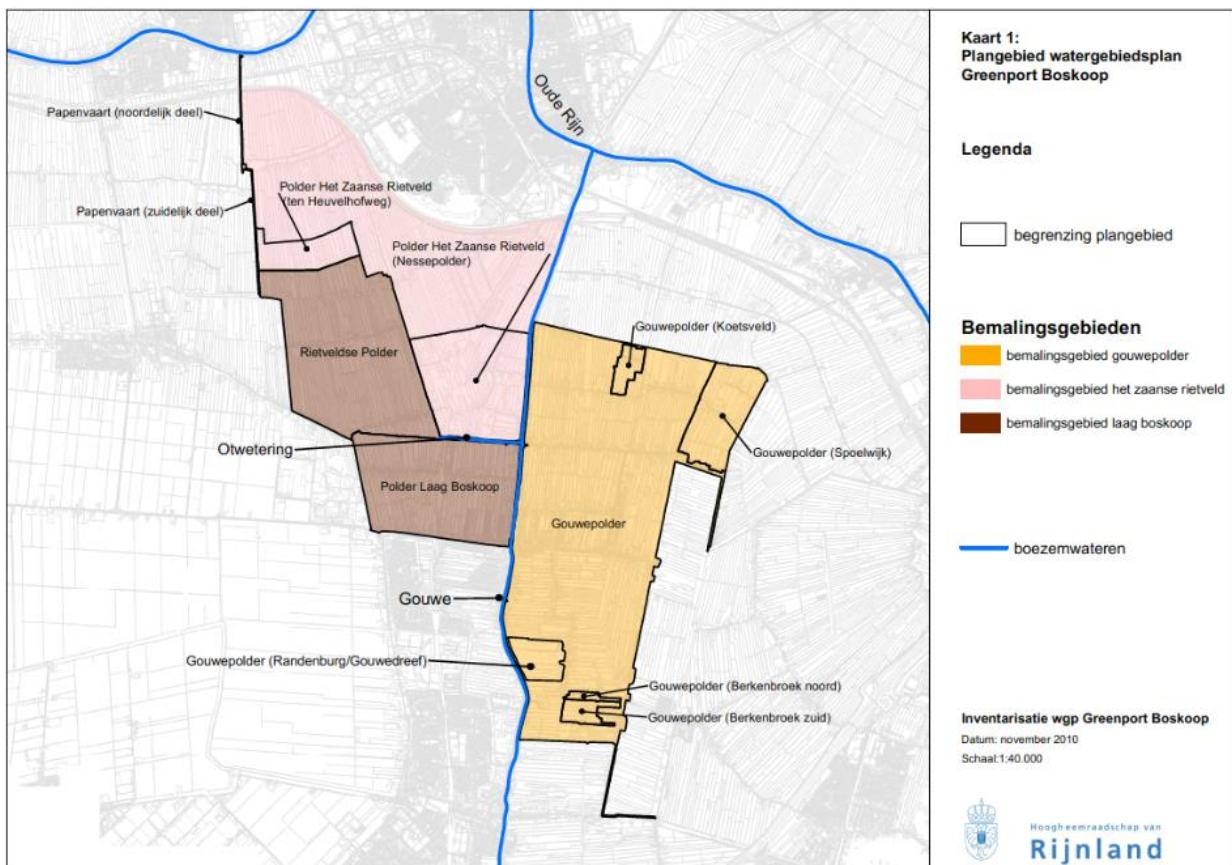 Papenvaart (noordelijk deel)
Papenvaart (zuidelijk deel)
Oude Rijn
Polder Het Zaanse Rietveld
(ten Heuvelhofweg)
Polder Het Zaanse Rietveld
(Nessepolder)
Gouwepolder (Koetsveld)
Rietveldse Polder
Otwetering
Gouwepolder (Spoelwijk)
Polder Laag Boskoop
Gouwepolder
Gouwe
Gouwepolder (Randenburg/Gouwedreef)
Gouwepolder (Berkenbroek noord)
Gouwepolder (Berkenbroek zuid)
Kaart 1:
Plangebied watergebiedsplan
Greenport Boskoop
Legenda
begrenzing plangebied
Bemalingsgebieden
bemalingsgebied gouwepolder
bemalingsgebied het zaanse rietveld
bemalingsgebied laag boskoop
boezemwateren
Inventarisatie wgp Greenport Boskoop
Datum: november 2010
Schaal:1:40.000
Hoogheemraadschap van
Rijnland